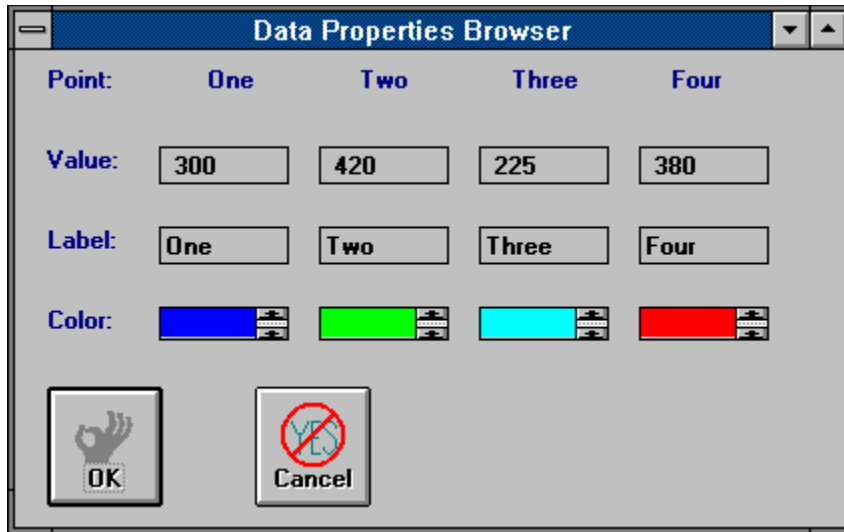 Data Properties Browser
Point: One Two Three Four
Value: 300 420 225 380
Label: One Two Three Four
Color:
YES
OK Cancel